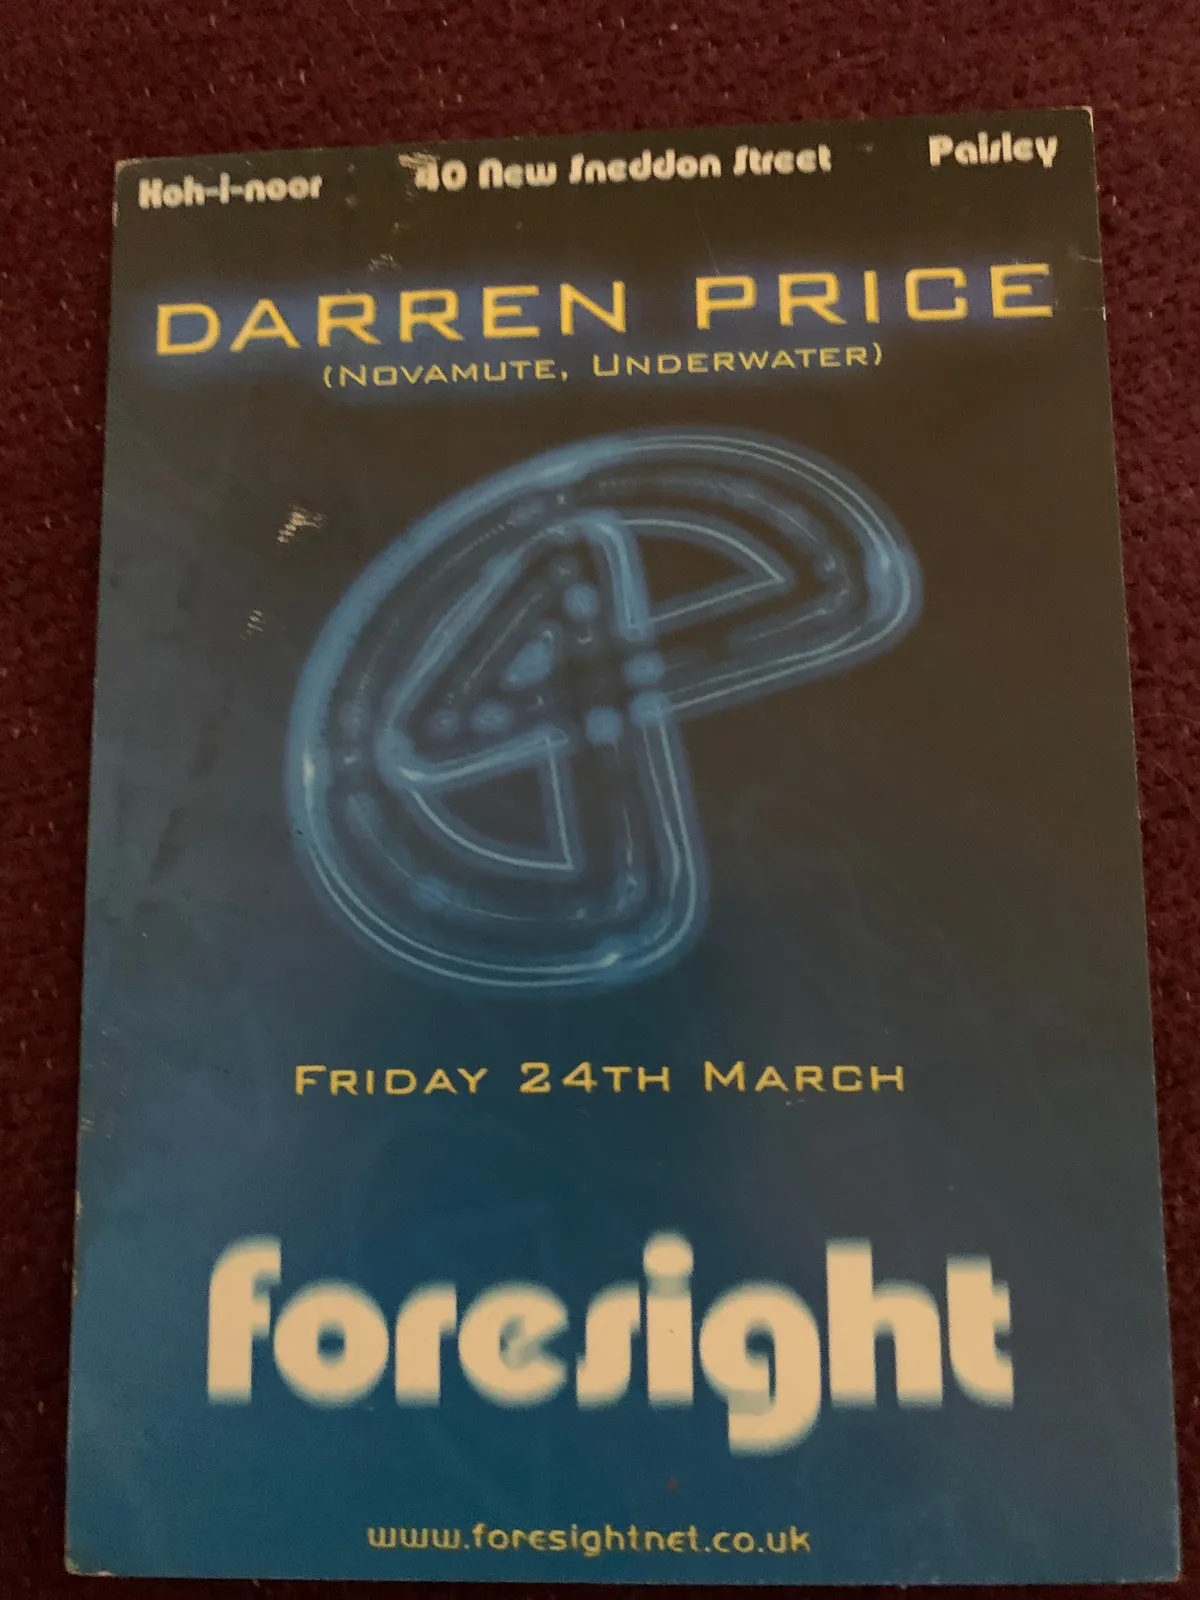 Koh-i-noor 40 New Sneddon Street Paisley
DARREN PRICE
(NOVAMUTE, UNDERWATER)
FRIDAY 24TH MARCH
foresight
www.foresightnet.co.uk